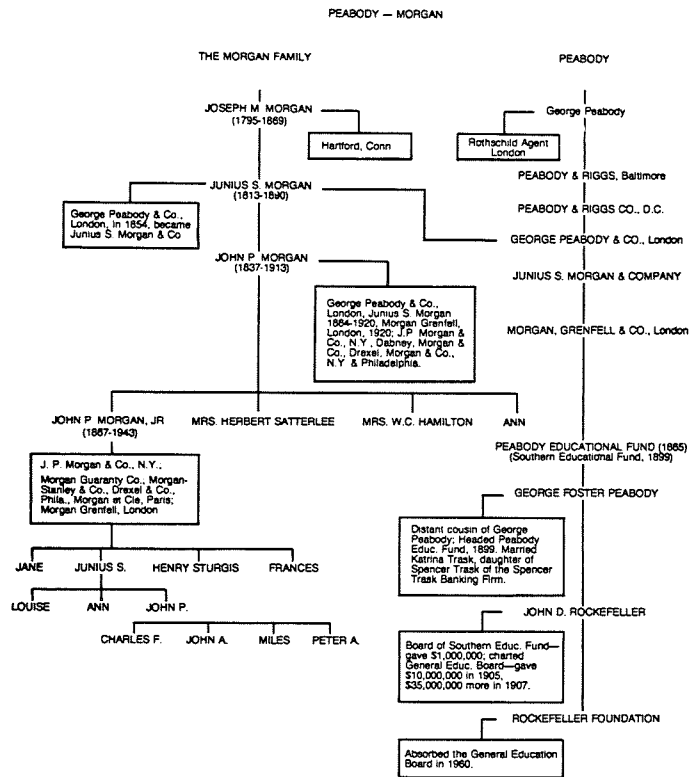 PEABODY — MORGAN
THE MORGAN FAMILY
JOSEPH M. MORGAN
(1795-1869)
Hartford, Conn
JUNIUS S. MORGAN
(1813-1890)
George Peabody & Co.,
London, in 1854, became
Junius S. Morgan & Co
JOHN P. MORGAN
(1837-1913)
George Peabody & Co.,
London, Junius S. Morgan
1864-1920, Morgan Grenfell,
London, 1920; J.P. Morgan &
Co., N.Y., Dabney, Morgan &
Co., Drexel, Morgan & Co.,
N.Y. & Philadelphia.
JOHN P. MORGAN, JR
(1867-1943)
MRS. HERBERT SATTERLEE
MRS. W.C. HAMILTON
ANN
J. P. Morgan & Co., N.Y.;
Morgan Guaranty Co., Morgan-
Stanley & Co., Drexel & Co.,
Phila., Morgan et Cie, Paris;
Morgan Grenfell, London
JANE
JUNIUS S.
HENRY STURGIS
FRANCES
LOUISE
ANN
JOHN P.
CHARLES F.
JOHN A.
MILES
PETER A.
PEABODY
George Peabody
Rothschild Agent
London
PEABODY & RIGGS, Baltimore
PEABODY & RIGGS CO., D.C.
GEORGE PEABODY & CO., London
JUNIUS S. MORGAN & COMPANY
MORGAN, GRENFELL & CO., London
PEABODY EDUCATIONAL FUND (1865)
(Southern Educational Fund, 1899)
GEORGE FOSTER PEABODY
Distant cousin of George
Peabody; Headed Peabody
Educ. Fund, 1899. Married
Katrina Trask, daughter of
Spencer Trask of the Spencer
Trask Banking Firm.
JOHN D. ROCKEFELLER
Board of Southern Educ. Fund—
gave $1,000,000; charted
General Educ. Board—gave
$10,000,000 in 1905,
$35,000,000 more in 1907.
ROCKEFELLER FOUNDATION
Absorbed the General Education
Board in 1960.